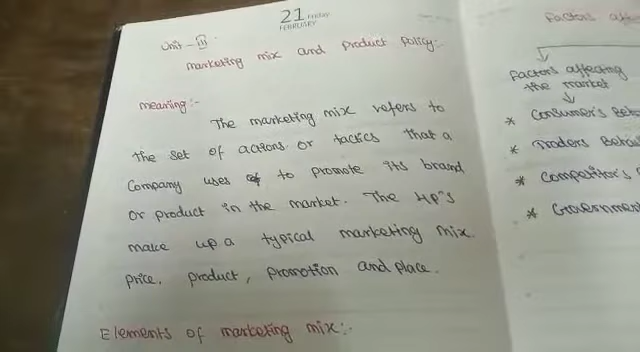 21 FRIDAY
FEBRUARY
Unit - III
marketing mix and product policy:-
meaning:-
The marketing mix refers to
the set of actions or tactics that a
company uses to promote its brand
or product in the market. The 4p's
make up a typical marketing mix
price, product, promotion and place.
Elements of marketing mix:-
Factors
Factors affecting
the market
* Consumer's
* Traders
* Competitor's
* Government